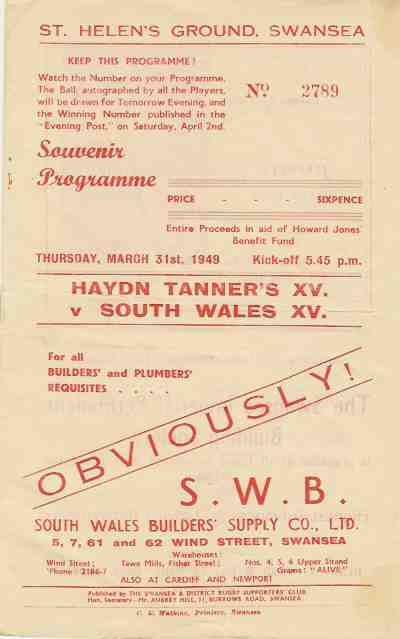 ST. HELEN'S GROUND, SWANSEA
KEEP THIS PROGRAMME!
Watch the Number on your Programme.
The Ball, autographed by all the Players,
will be drawn for Tomorrow Evening, and
the Winning Number published in the
"Evening Post," on Saturday, April 2nd.
No 2789
Souvenir
Programme
PRICE - - - SIXPENCE
Entire Proceeds in aid of Howard Jones'
Benefit Fund
THURSDAY, MARCH 31st, 1949 Kick-off 5.45 p.m.
HAYDN TANNER'S XV.
v SOUTH WALES XV.
For all
BUILDERS' and PLUMBERS'
REQUISITES . . . .
OBVIOUSLY!
S.W.B.
SOUTH WALES BUILDERS' SUPPLY CO., LTD.
5, 7, 61 and 62 WIND STREET, SWANSEA
Warehouses:
Wind Street; Town Mills, Fisher Street; Nos. 4, 5, 6 Upper Strand
'Phone: 2186-7 Grams: "ALIVE"
ALSO AT CARDIFF AND NEWPORT
Published by THE SWANSEA & DISTRICT RUGBY SUPPORTERS' CLUB
Hon. Secretary—Mr. AUBREY HILL, 11, BURROWS ROAD, SWANSEA.
Watkins, Printers, Swansea